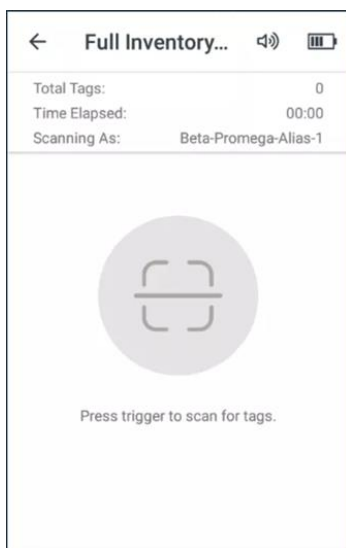 Full Inventory...
Total Tags: 0
Time Elapsed: 00:00
Scanning As: Beta-Promega-Alias-1
Press trigger to scan for tags.